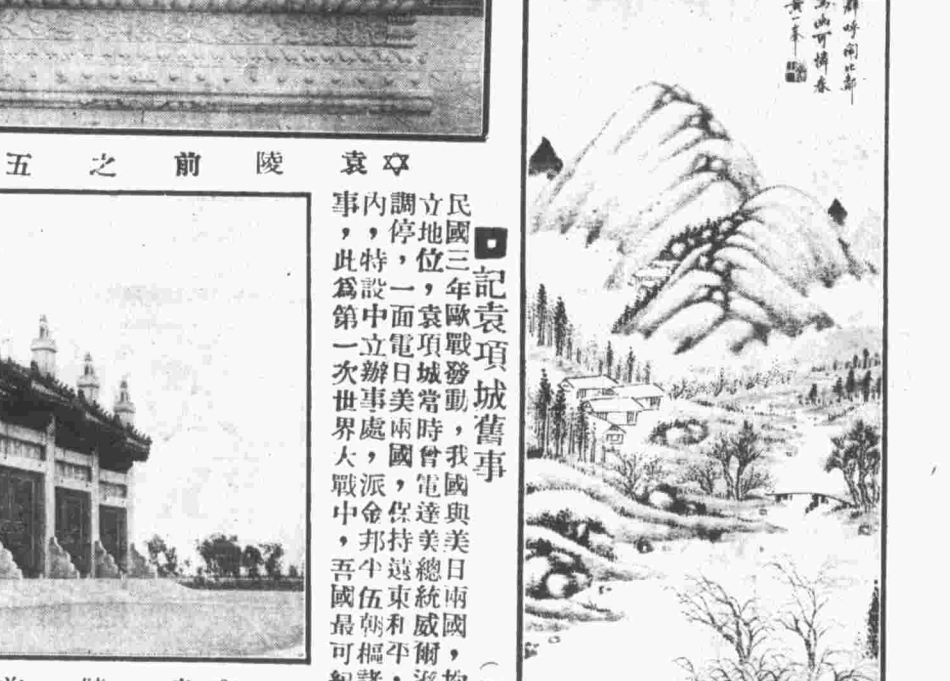 袁陵前之五
記袁項城舊事
民國三年歐戰發動，我國與美日兩國，
立地位，袁項城當時曾電達美總統威爾
調停，一面電日美兩國，保持遠東和平，
內，特設中立辦事處，派金邦平伍朝樞諸
事，此爲第一次世界大戰中，吾國最可紀